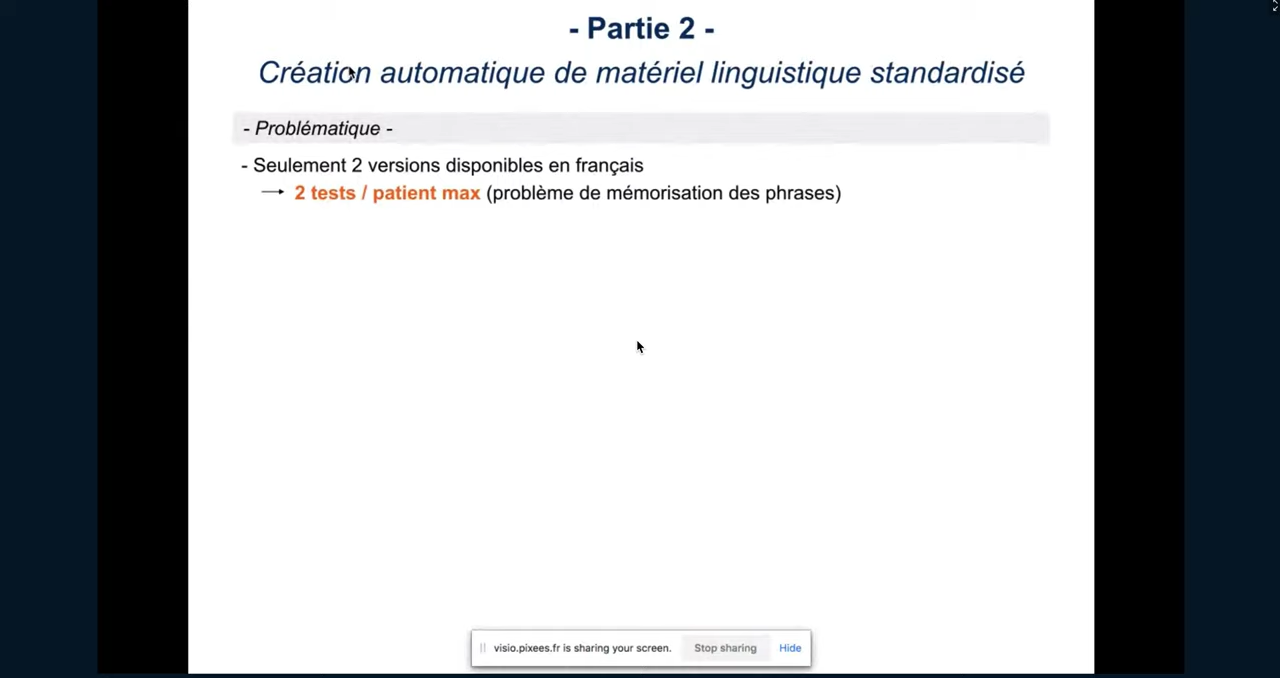 - Partie 2 -
Création automatique de matériel linguistique standardisé
- Problématique -
- Seulement 2 versions disponibles en français
→ 2 tests / patient max (problème de mémorisation des phrases)
visio.pixees.fr is sharing your screen. Stop sharing Hide